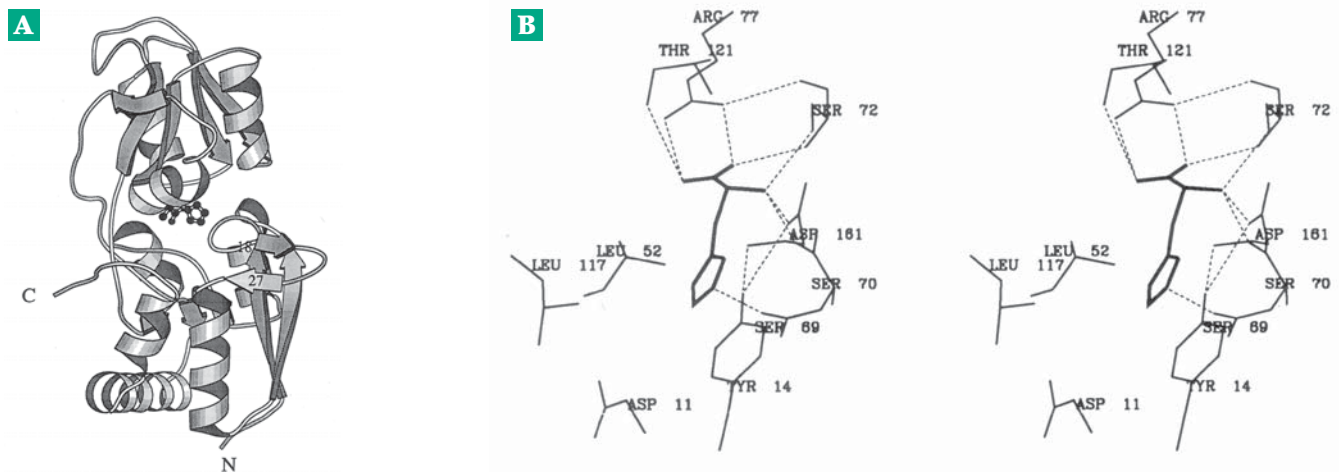 A
18
27
C
N
B
ARG 77
THR 121
SER 72
ASP 161
LEU 52
LEU 117
SER 70
SER 69
TYR 14
ASP 11
ARG 77
THR 121
SER 72
ASP 161
LEU 52
LEU 117
SER 70
SER 69
TYR 14
ASP 11